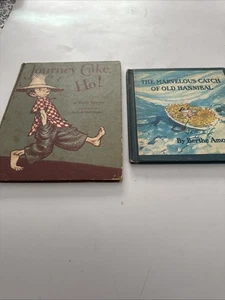 Journey Cake,
Ho!
THE MARVELOUS CATCH
OF OLD HANNIBAL
By Berthe Amo